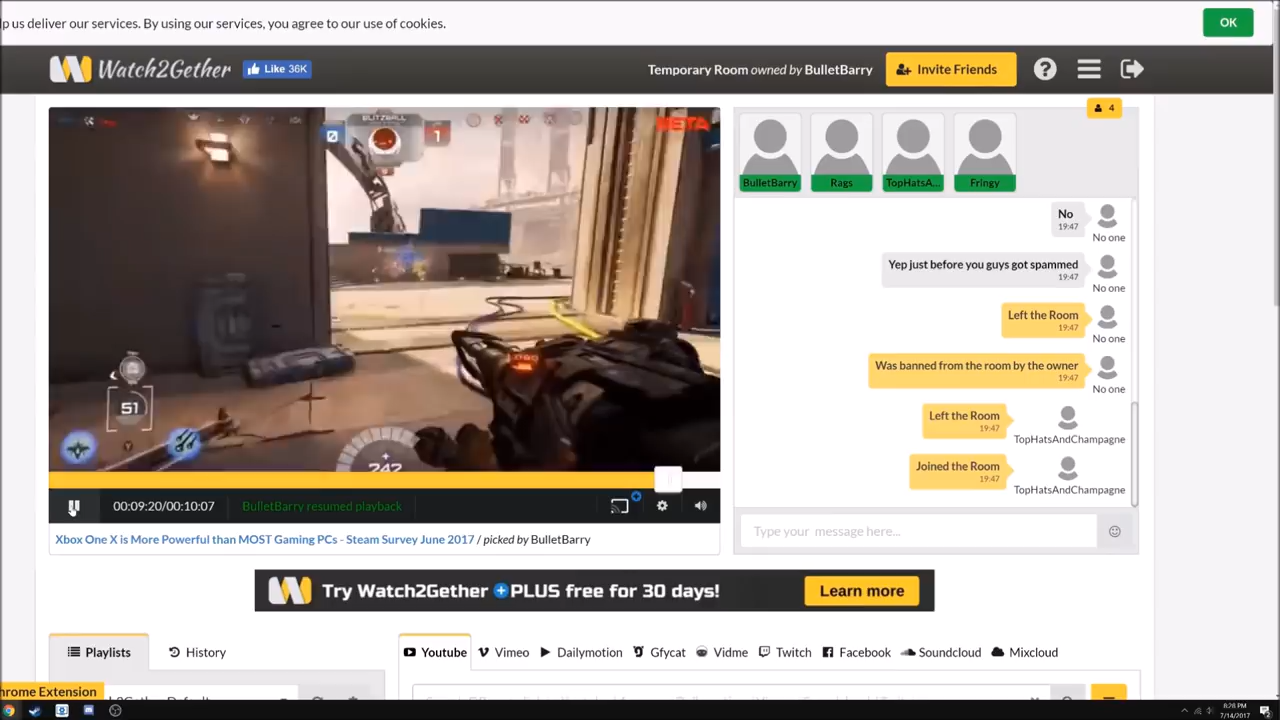 p us deliver our services. By using our services, you agree to our use of cookies.
OK
Watch2Gether
Like 36K
Temporary Room owned by BulletBarry
Invite Friends
?
4
BLITZBALL
0
1
BETA
51
Y
242
BulletBarry
Rags
TopHatsA...
Fringy
No
19:47
No one
Yep just before you guys got spammed
19:47
No one
Left the Room
19:47
No one
Was banned from the room by the owner
19:47
No one
Left the Room
19:47
TopHatsAndChampagne
Joined the Room
19:47
TopHatsAndChampagne
00:09:20/00:10:07
BulletBarry resumed playback
Type your message here...
Xbox One X is More Powerful than MOST Gaming PCs - Steam Survey June 2017 / picked by BulletBarry
Try Watch2Gether PLUS free for 30 days!
Learn more
Playlists
History
Youtube
Vimeo
Dailymotion
Gfycat
Vidme
Twitch
Facebook
Soundcloud
Mixcloud
hrome Extension
8:28 PM
7/14/2017